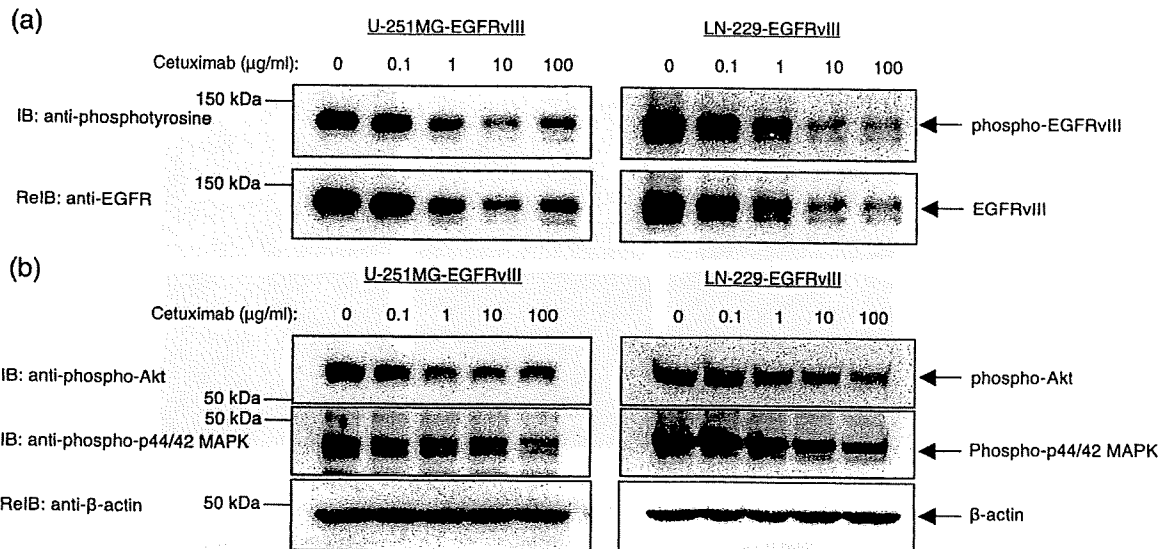 (a)
U-251MG-EGFRvIII
LN-229-EGFRvIII
Cetuximab (µg/ml): 0 0.1 1 10 100 0 0.1 1 10 100
150 kDa
IB: anti-phosphotyrosine
phospho-EGFRvIII
150 kDa
ReIB: anti-EGFR
EGFRvIII
(b)
U-251MG-EGFRvIII
LN-229-EGFRvIII
Cetuximab (µg/ml): 0 0.1 1 10 100 0 0.1 1 10 100
IB: anti-phospho-Akt
phospho-Akt
50 kDa
50 kDa
IB: anti-phospho-p44/42 MAPK
Phospho-p44/42 MAPK
50 kDa
ReIB: anti-β-actin
β-actin